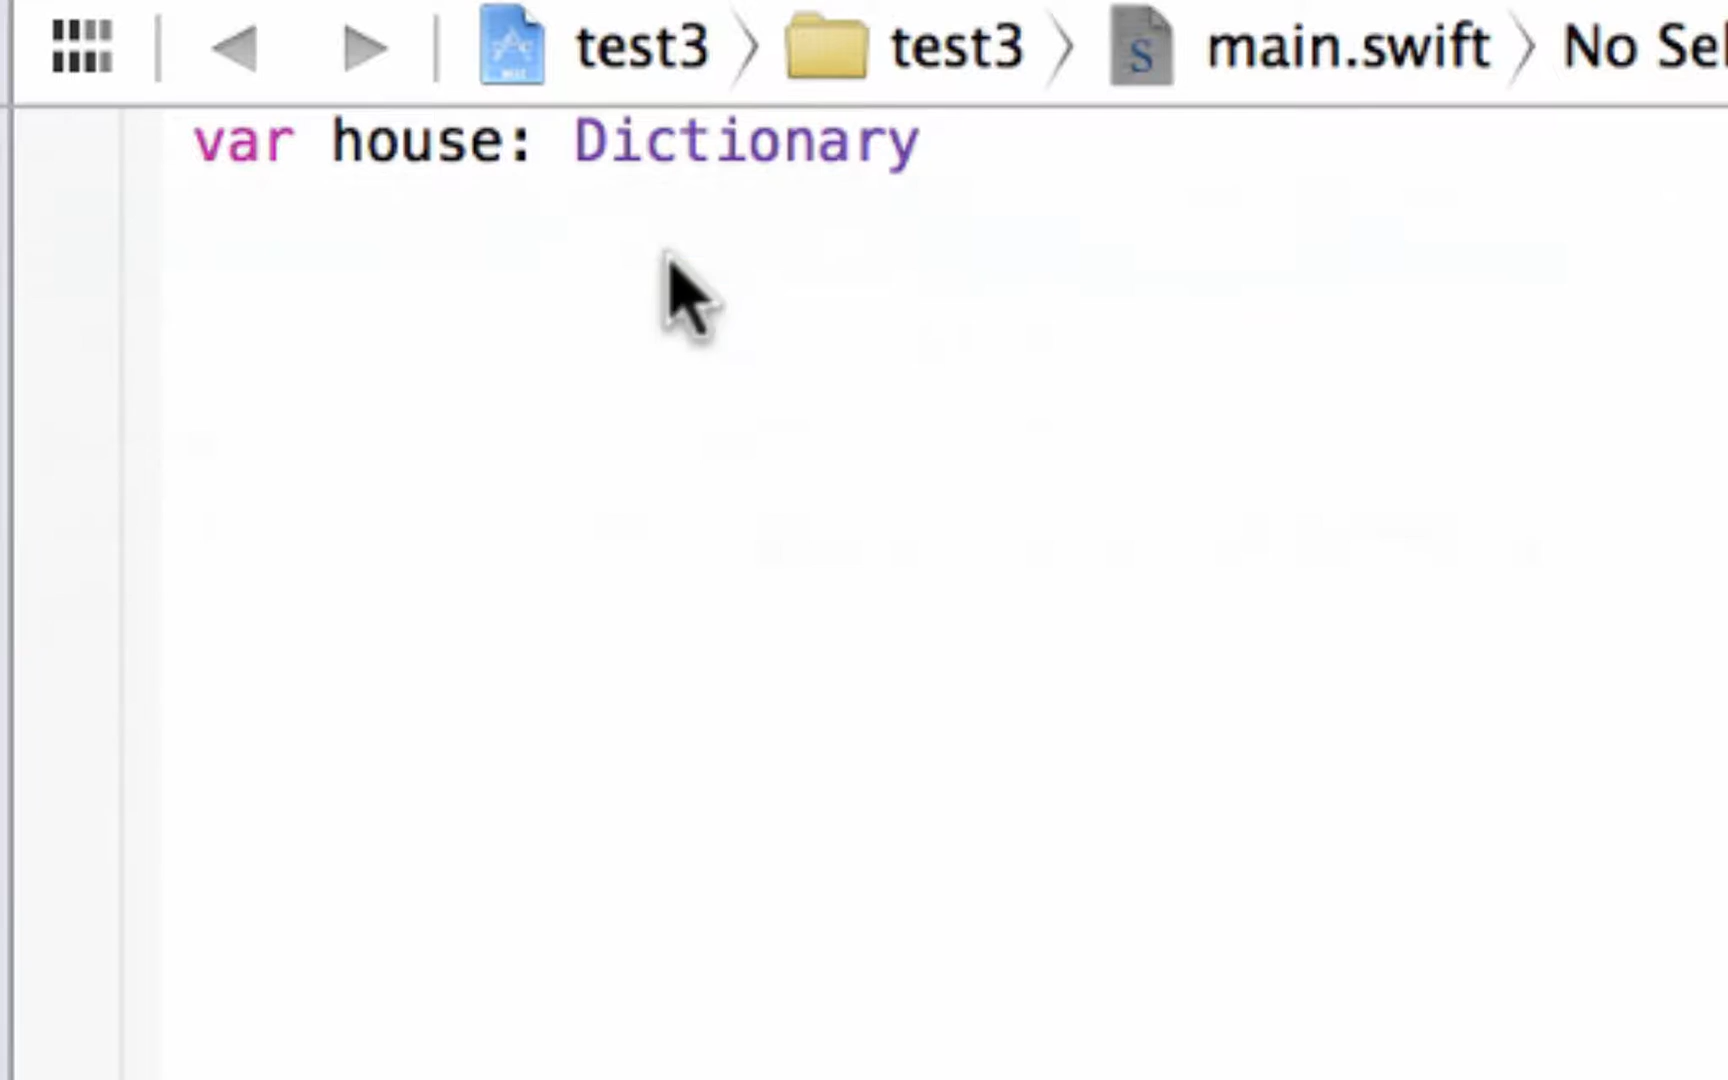 test3 〉 test3 〉 main.swift 〉 No Sel
var house: Dictionary